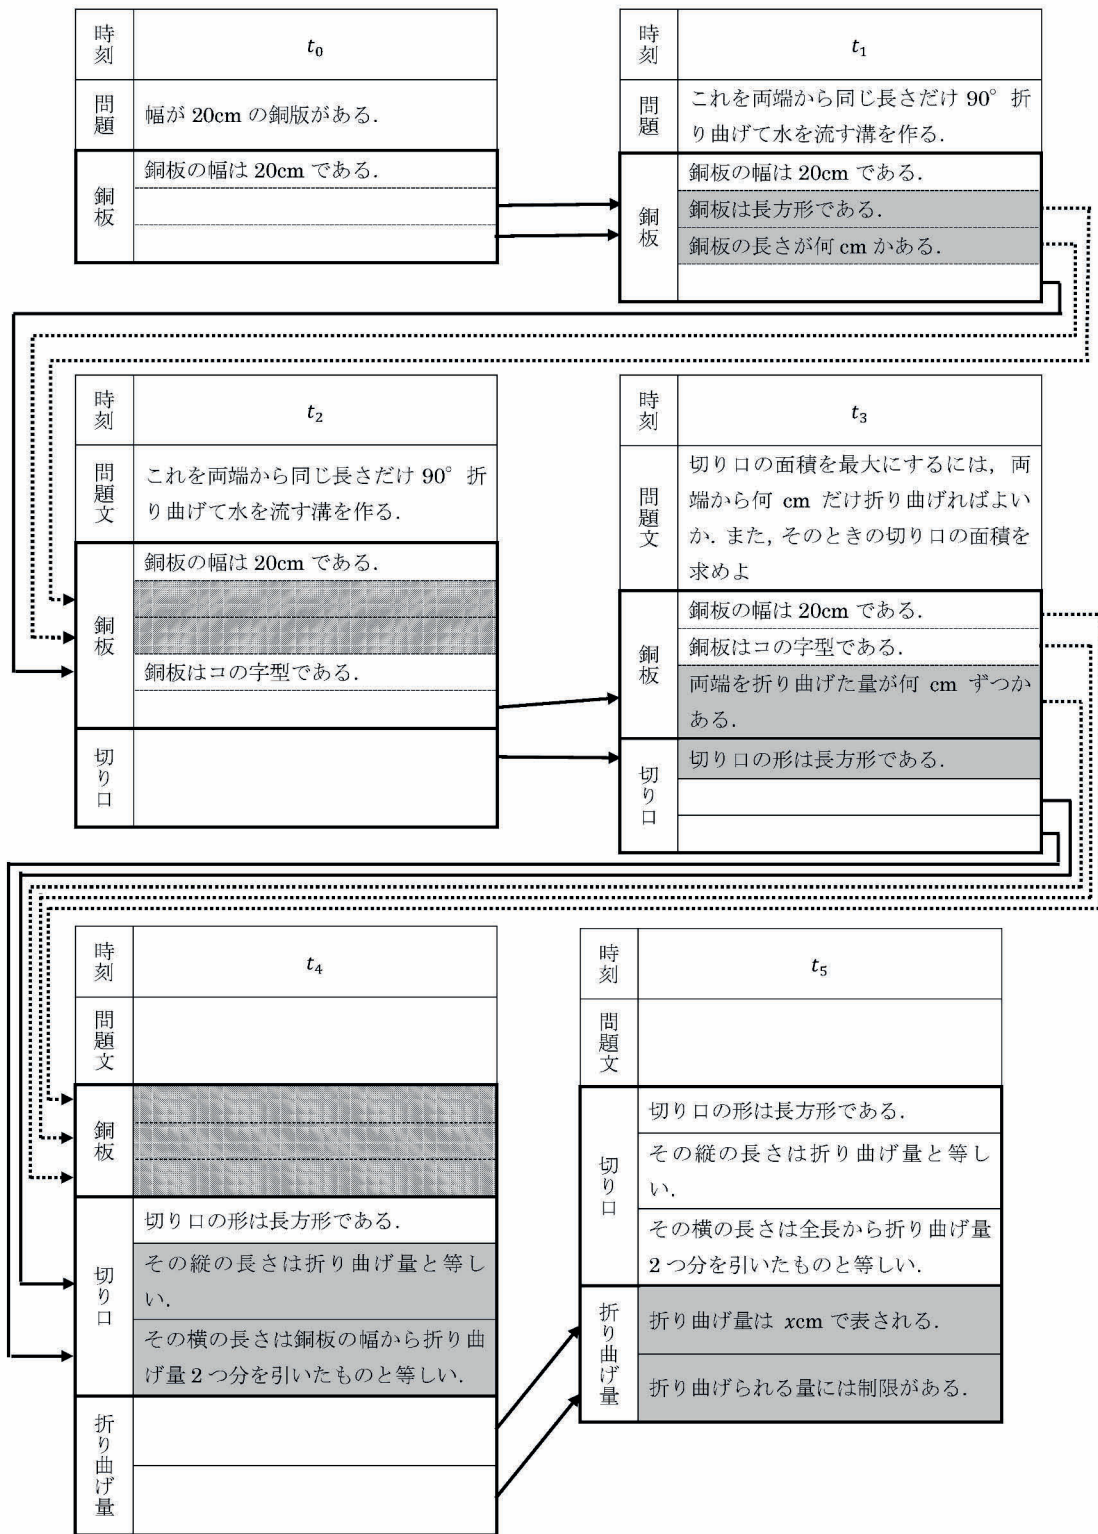 時刻
t₀
問題
幅が 20cm の銅版がある.
銅板
銅板の幅は 20cm である.
時刻
t₁
問題
これを両端から同じ長さだけ 90° 折
り曲げて水を流す溝を作る.
銅板
銅板の幅は 20cm である.
銅板は長方形である.
銅板の長さが何 cm かある.
時刻
t₂
問題文
これを両端から同じ長さだけ 90° 折
り曲げて水を流す溝を作る.
銅板
銅板の幅は 20cm である.
銅板はコの字型である.
切り口
時刻
t₃
問題文
切り口の面積を最大にするには, 両
端から何 cm だけ折り曲げればよい
か. また, そのときの切り口の面積を
求めよ
銅板
銅板の幅は 20cm である.
銅板はコの字型である.
両端を折り曲げた量が何 cm ずつか
ある.
切り口
切り口の形は長方形である.
時刻
t₄
問題文
銅板
切り口
切り口の形は長方形である.
その縦の長さは折り曲げ量と等し
い.
その横の長さは銅板の幅から折り曲
げ量 2 つ分を引いたものと等しい.
折り曲げ量
時刻
t₅
問題文
切り口
切り口の形は長方形である.
その縦の長さは折り曲げ量と等し
い.
その横の長さは全長から折り曲げ量
2 つ分を引いたものと等しい.
折り曲げ量
折り曲げ量は xcm で表される.
折り曲げられる量には制限がある.